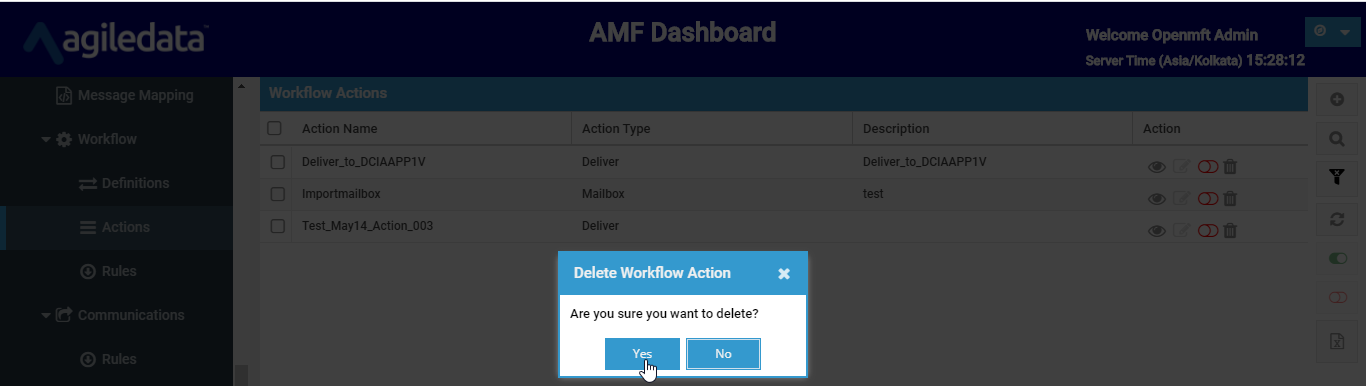 agiledata™
AMF Dashboard
Welcome Openmft Admin
Server Time (Asia/Kolkata) 15:28:12
Message Mapping
Workflow
Definitions
Actions
Rules
Communications
Rules
Workflow Actions
Action Name Action Type Description Action
Deliver_to_DCIAAPP1V Deliver Deliver_to_DCIAAPP1V
Importmailbox Mailbox test
Test_May14_Action_003 Deliver
Delete Workflow Action
Are you sure you want to delete?
Yes No